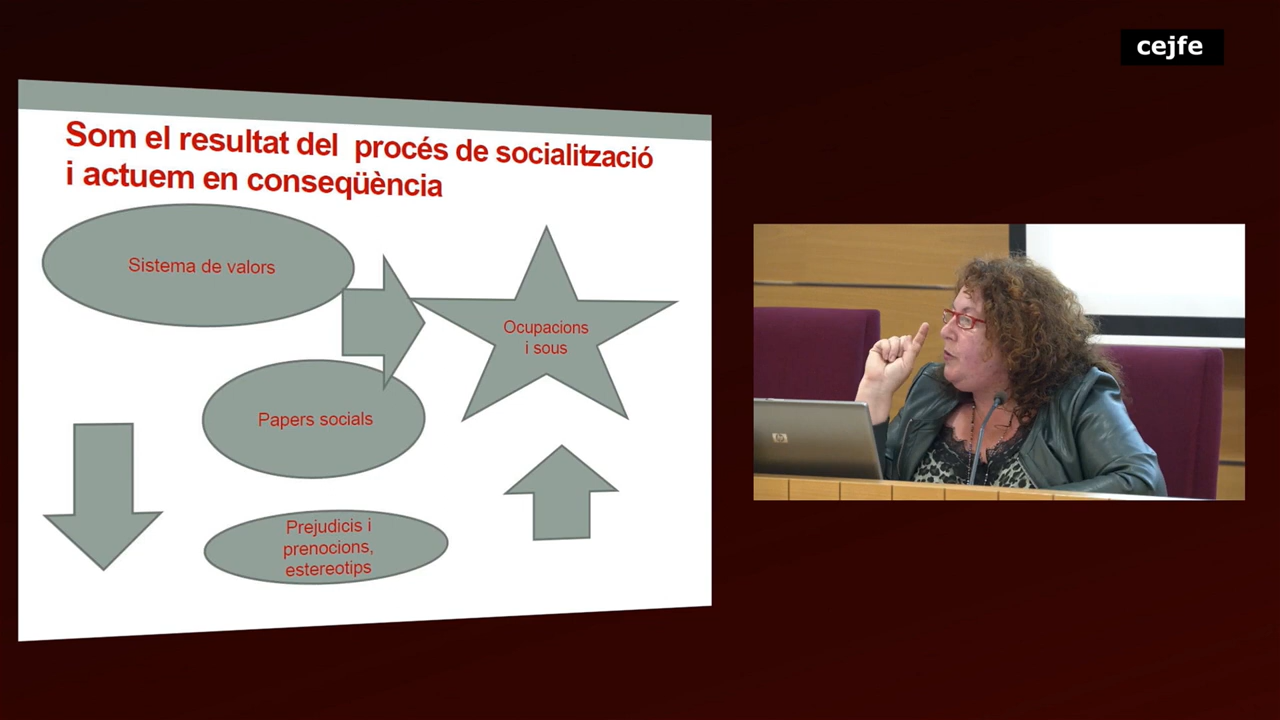 cejfe
Som el resultat del procés de socialització
i actuem en conseqüència
Sistema de valors
Ocupacions
i sous
Papers socials
Prejudicis i
prenocions,
estereotips
hp